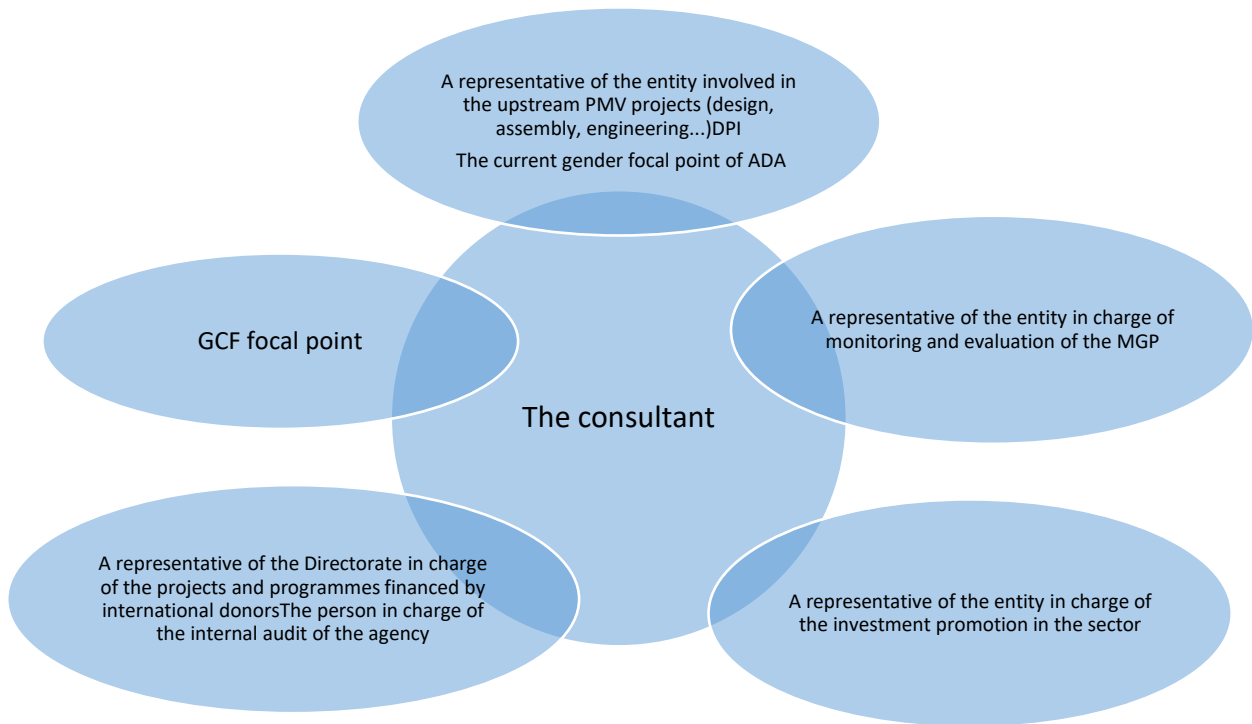 A representative of the entity involved in
the upstream PMV projects (design,
assembly, engineering...)DPI
The current gender focal point of ADA
GCF focal point
A representative of the entity in charge of
monitoring and evaluation of the MGP
The consultant
A representative of the Directorate in charge
of the projects and programmes financed by
international donorsThe person in charge of
the internal audit of the agency
A representative of the entity in charge of
the investment promotion in the sector